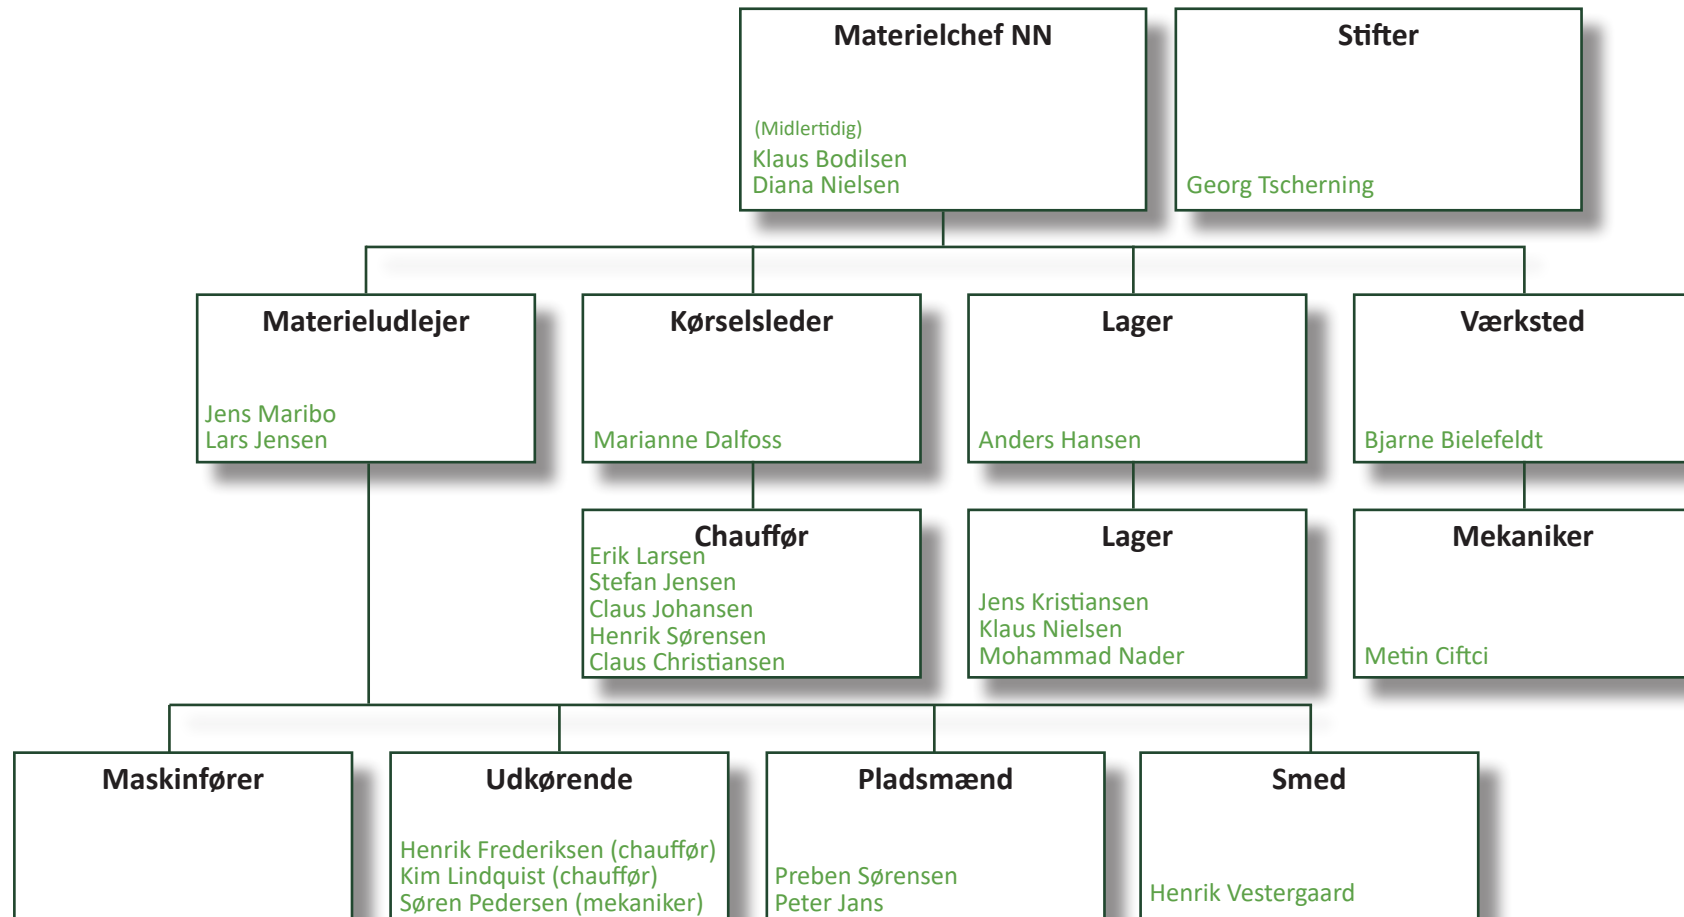 Materielchef NN
(Midlertidig)
Klaus Bodilsen
Diana Nielsen
Stifter
Georg Tscherning
Materieludlejer
Jens Maribo
Lars Jensen
Kørselsleder
Marianne Dalfoss
Lager
Anders Hansen
Værksted
Bjarne Bielefeldt
Chauffør
Erik Larsen
Stefan Jensen
Claus Johansen
Henrik Sørensen
Claus Christiansen
Lager
Jens Kristiansen
Klaus Nielsen
Mohammad Nader
Mekaniker
Metin Ciftci
Maskinfører
Udkørende
Henrik Frederiksen (chauffør)
Kim Lindquist (chauffør)
Søren Pedersen (mekaniker)
Pladsmænd
Preben Sørensen
Peter Jans
Smed
Henrik Vestergaard